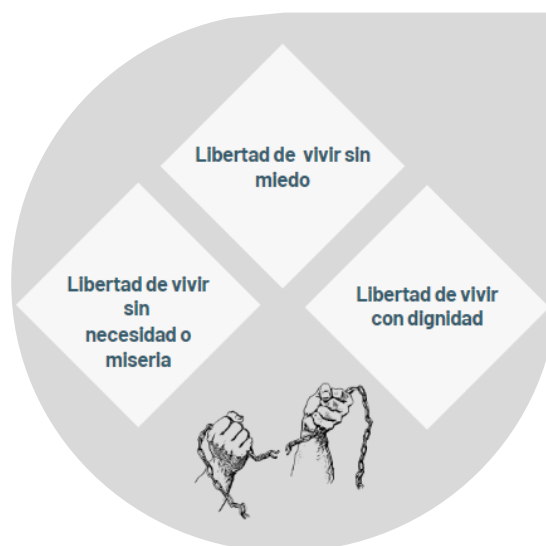 Libertad de vivir sin
miedo
Libertad de vivir
sin
necesidad o
miseria
Libertad de vivir
con dignidad